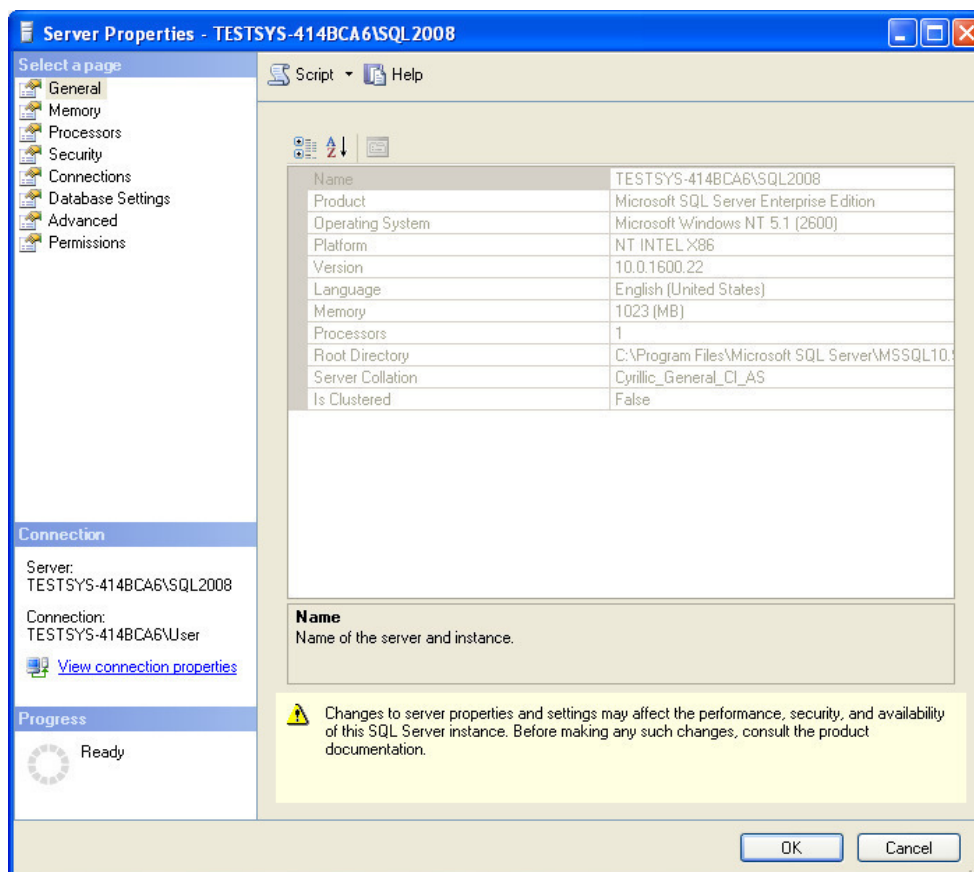 Server Properties - TESTSYS-414BCA6\SQL2008
Select a page
General
Memory
Processors
Security
Connections
Database Settings
Advanced
Permissions
Script Help
Name TESTSYS-414BCA6\SQL2008
Product Microsoft SQL Server Enterprise Edition
Operating System Microsoft Windows NT 5.1 (2600)
Platform NT INTEL X86
Version 10.0.1600.22
Language English (United States)
Memory 1023 (MB)
Processors 1
Root Directory C:\Program Files\Microsoft SQL Server\MSSQL10.
Server Collation Cyrillic_General_CI_AS
Is Clustered False
Connection
Server:
TESTSYS-414BCA6\SQL2008
Connection:
TESTSYS-414BCA6\User
View connection properties
Progress
Ready
Name
Name of the server and instance.
Changes to server properties and settings may affect the performance, security, and availability
of this SQL Server instance. Before making any such changes, consult the product
documentation.
OK Cancel